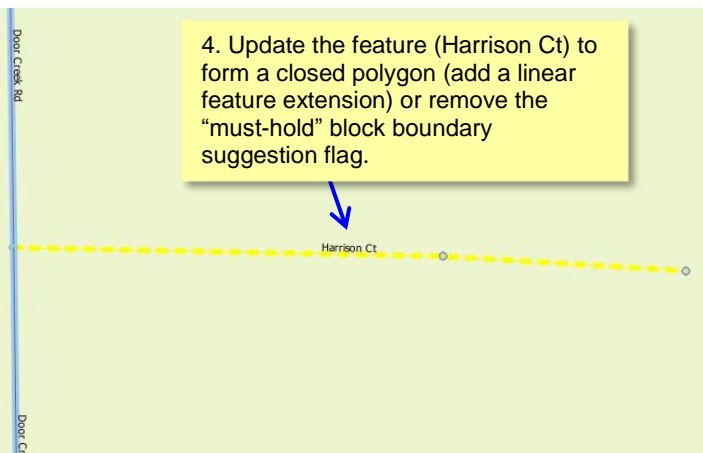 Door Creek Rd
4. Update the feature (Harrison Ct) to
form a closed polygon (add a linear
feature extension) or remove the
“must-hold” block boundary
suggestion flag.
Harrison Ct
Door Cr